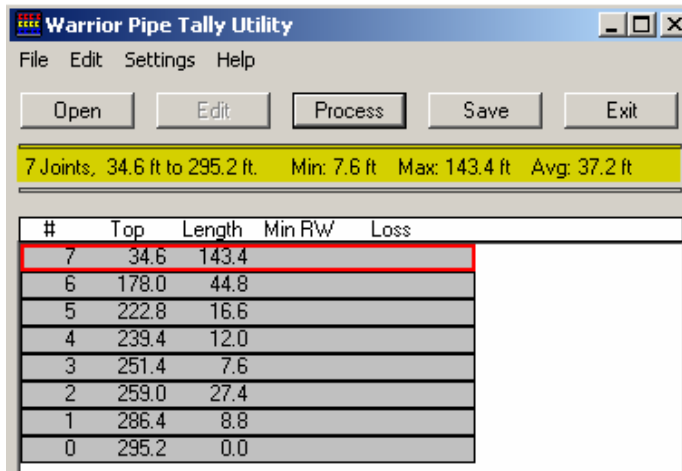 Warrior Pipe Tally Utility
File Edit Settings Help
Open Edit Process Save Exit
7 Joints, 34.6 ft to 295.2 ft. Min: 7.6 ft Max: 143.4 ft Avg: 37.2 ft
# Top Length Min RW Loss
7 34.6 143.4
6 178.0 44.8
5 222.8 16.6
4 239.4 12.0
3 251.4 7.6
2 259.0 27.4
1 286.4 8.8
0 295.2 0.0